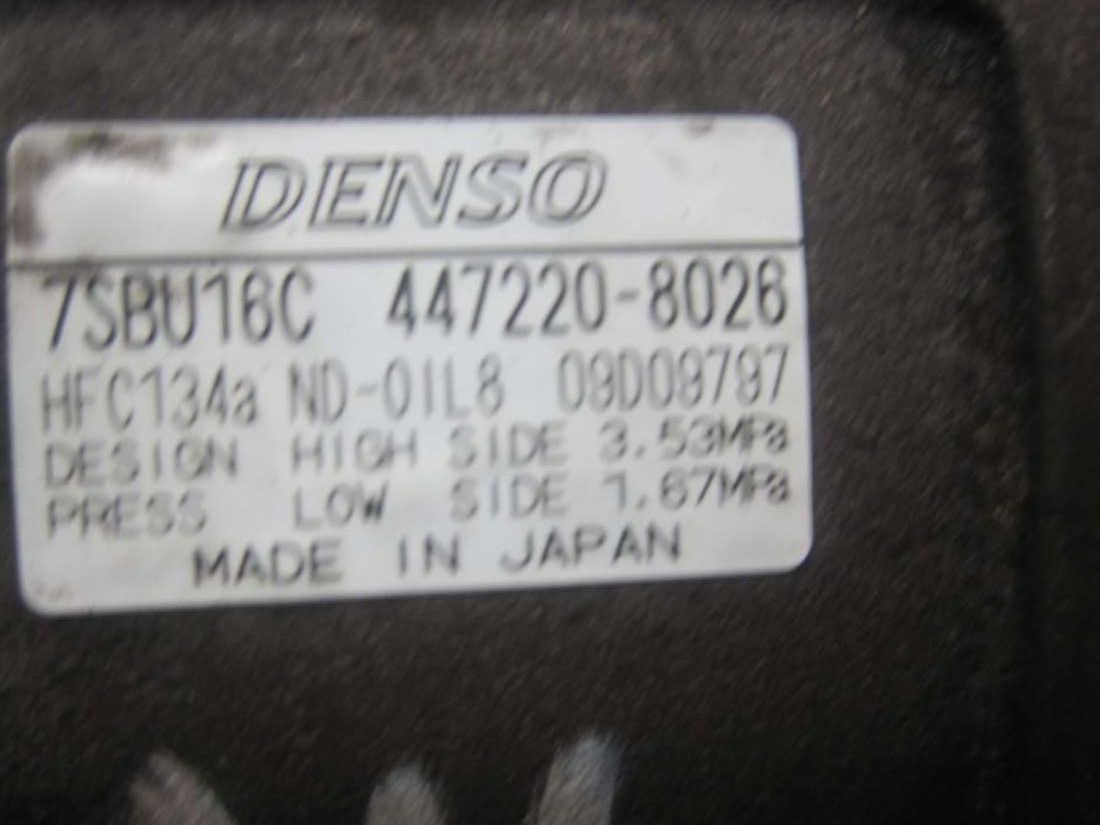 DENSO
7SBU16C 447220-8026
HFC134a ND-OIL8 09D09797
DESIGN HIGH SIDE 3.53MPa
PRESS LOW SIDE 1.67MPa
MADE IN JAPAN